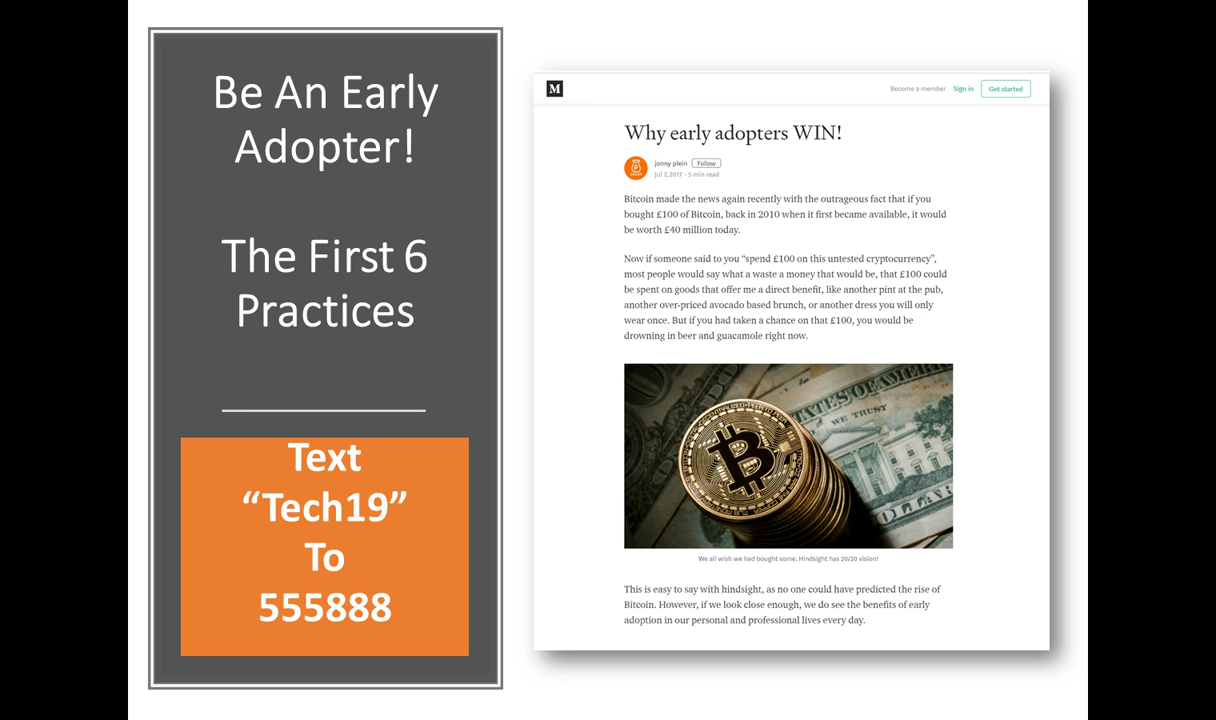 Be An Early
Adopter!
The First 6
Practices
Text
“Tech19”
To
555888
M
Become a member Sign in Get started
Why early adopters WIN!
jonny plein Follow
Jul 7, 2017 · 5 min read
Bitcoin made the news again recently with the outrageous fact that if you
bought £100 of Bitcoin, back in 2010 when it first became available, it would
be worth £40 million today.
Now if someone said to you “spend £100 on this untested cryptocurrency”,
most people would say what a waste a money that would be, that £100 could
be spent on goods that offer me a direct benefit, like another pint at the pub,
another over-priced avocado based brunch, or another dress you will only
wear once. But if you had taken a chance on that £100, you would be
drowning in beer and guacamole right now.
WE TRUST
DOLLAR
We all wish we had bought some. Hindsight has 20/20 vision!
This is easy to say with hindsight, as no one could have predicted the rise of
Bitcoin. However, if we look close enough, we do see the benefits of early
adoption in our personal and professional lives every day.